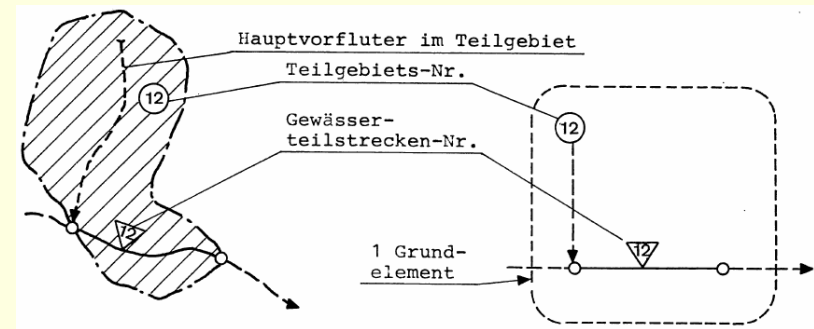 Hauptvorfluter im Teilgebiet
Teilgebiets-Nr.
12
12
Gewässer-
teilstrecken-Nr.
12
12
1 Grund-
element